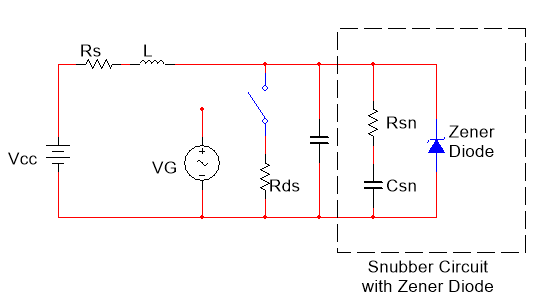 Rs
L
Vcc
VG
Rds
Rsn
Csn
Zener
Diode
Snubber Circuit
with Zener Diode